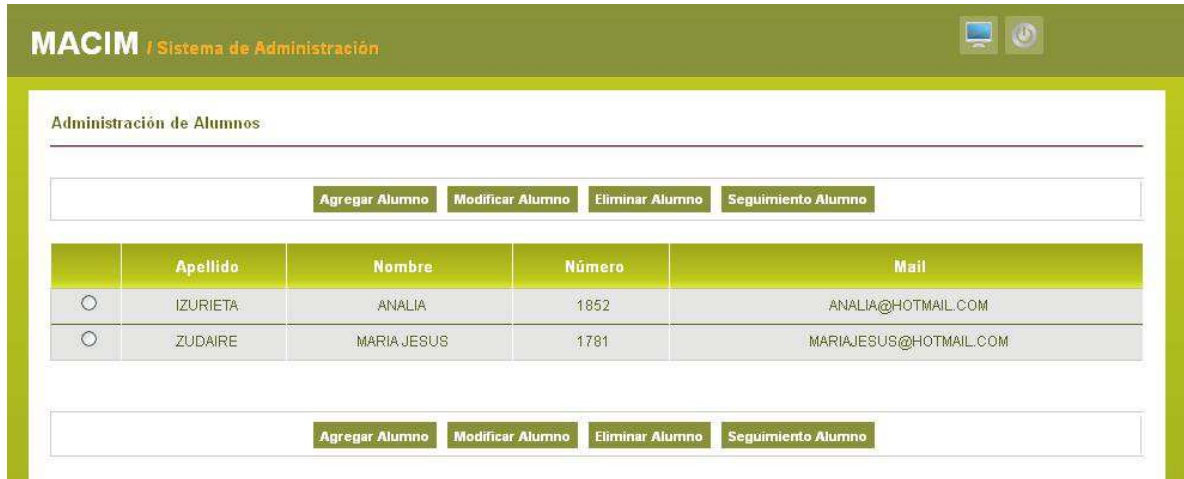 MACIM / Sistema de Administración
Administración de Alumnos
Agregar Alumno Modificar Alumno Eliminar Alumno Seguimiento Alumno
Apellido Nombre Número Mail
IZURIETA ANALIA 1852 ANALIA@HOTMAIL.COM
ZUDAIRE MARIA JESUS 1781 MARIAJESUS@HOTMAIL.COM
Agregar Alumno Modificar Alumno Eliminar Alumno Seguimiento Alumno